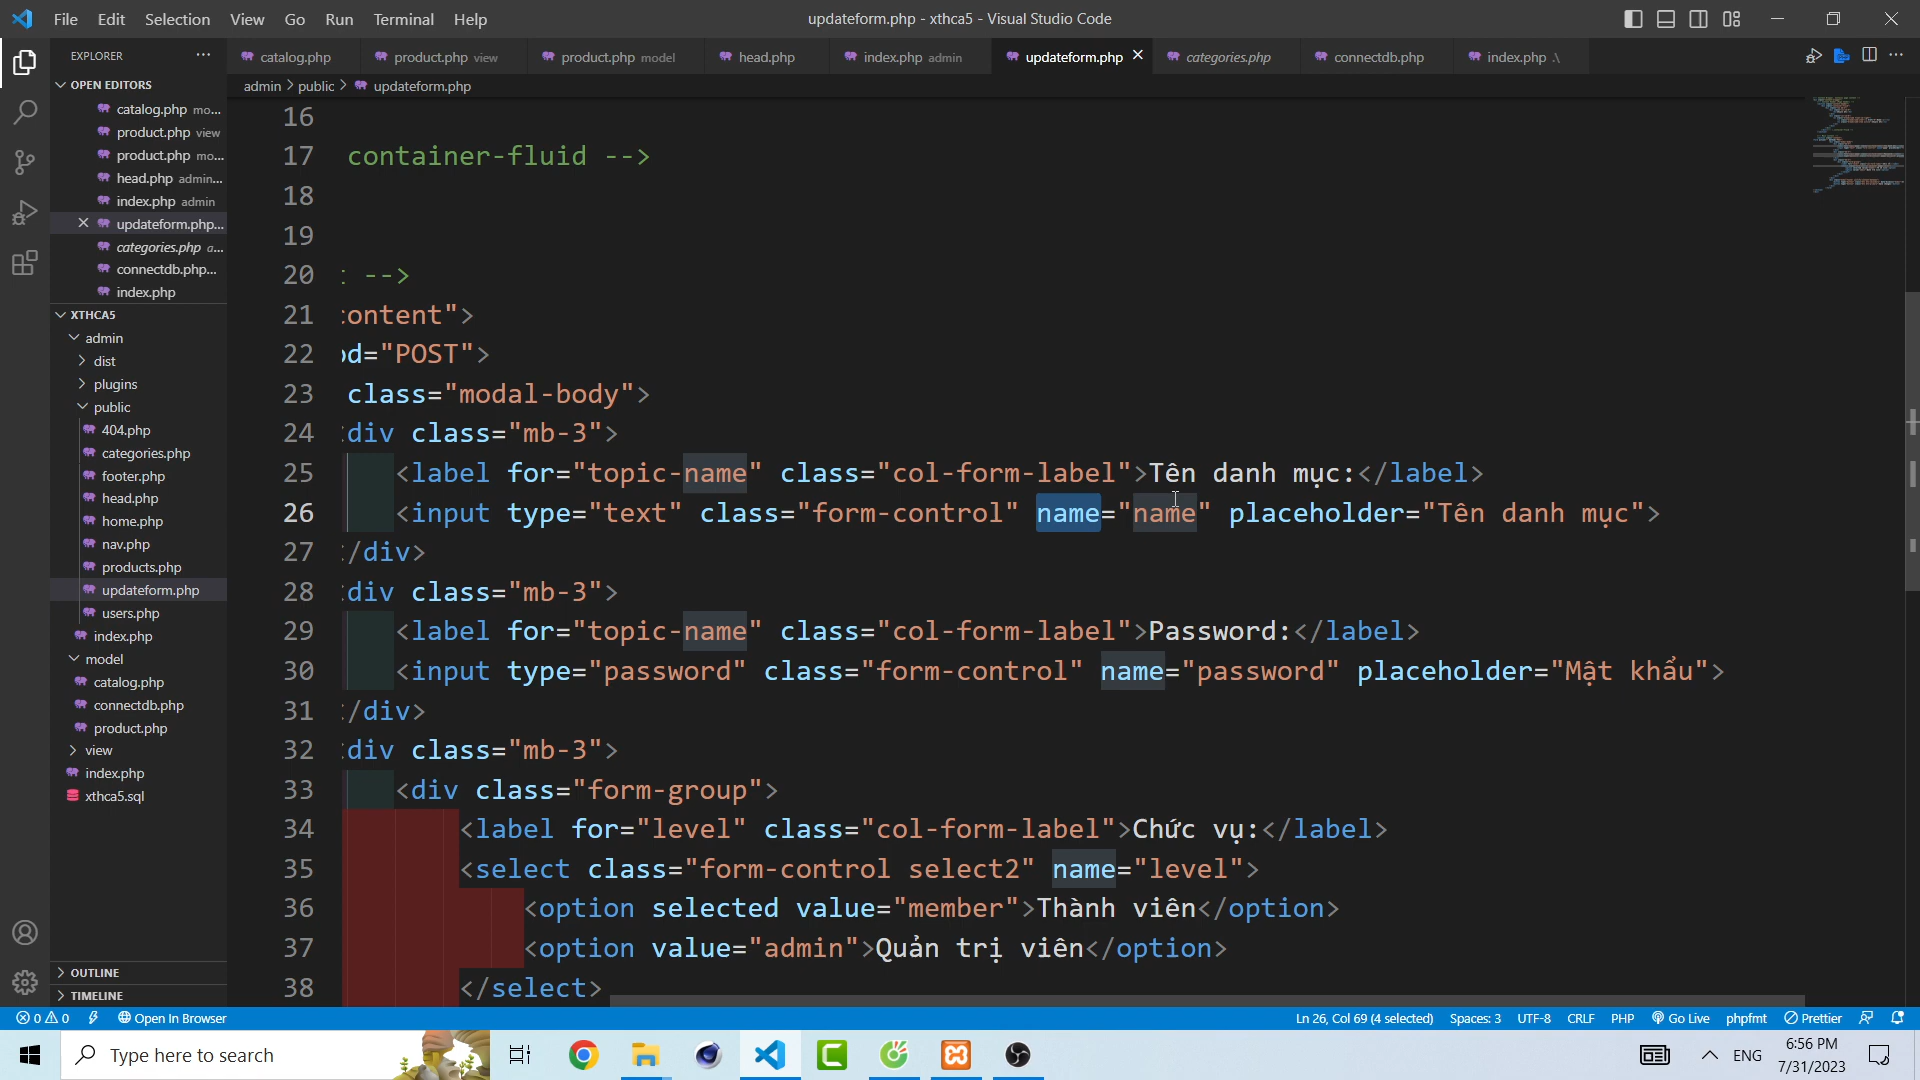 File Edit Selection View Go Run Terminal Help
updateform.php - xthca5 - Visual Studio Code
EXPLORER
catalog.php
product.php view
product.php model
head.php
index.php admin
updateform.php
categories.php
connectdb.php
index.php .\
OPEN EDITORS
admin > public > updateform.php
catalog.php mo...
product.php view
product.php mo...
head.php admin...
index.php admin
updateform.php...
categories.php a...
connectdb.php...
index.php
XTHCA5
admin
dist
plugins
public
404.php
categories.php
footer.php
head.php
home.php
nav.php
products.php
updateform.php
users.php
index.php
model
catalog.php
connectdb.php
product.php
view
index.php
xthca5.sql
OUTLINE
TIMELINE
16
17 container-fluid -->
18
19
20 -->
21 content">
22 od="POST">
23 class="modal-body">
24 div class="mb-3">
25 <label for="topic-name" class="col-form-label">Tên danh mục:</label>
26 <input type="text" class="form-control" name="name" placeholder="Tên danh mục">
27 /div>
28 div class="mb-3">
29 <label for="topic-name" class="col-form-label">Password:</label>
30 <input type="password" class="form-control" name="password" placeholder="Mật khẩu">
31 /div>
32 div class="mb-3">
33 <div class="form-group">
34 <label for="level" class="col-form-label">Chức vụ:</label>
35 <select class="form-control select2" name="level">
36 <option selected value="member">Thành viên</option>
37 <option value="admin">Quản trị viên</option>
38 </select>
0 0 Open In Browser
Ln 26, Col 69 (4 selected) Spaces: 3 UTF-8 CRLF PHP Go Live phpfmt Prettier
Type here to search
ENG
6:56 PM
7/31/2023